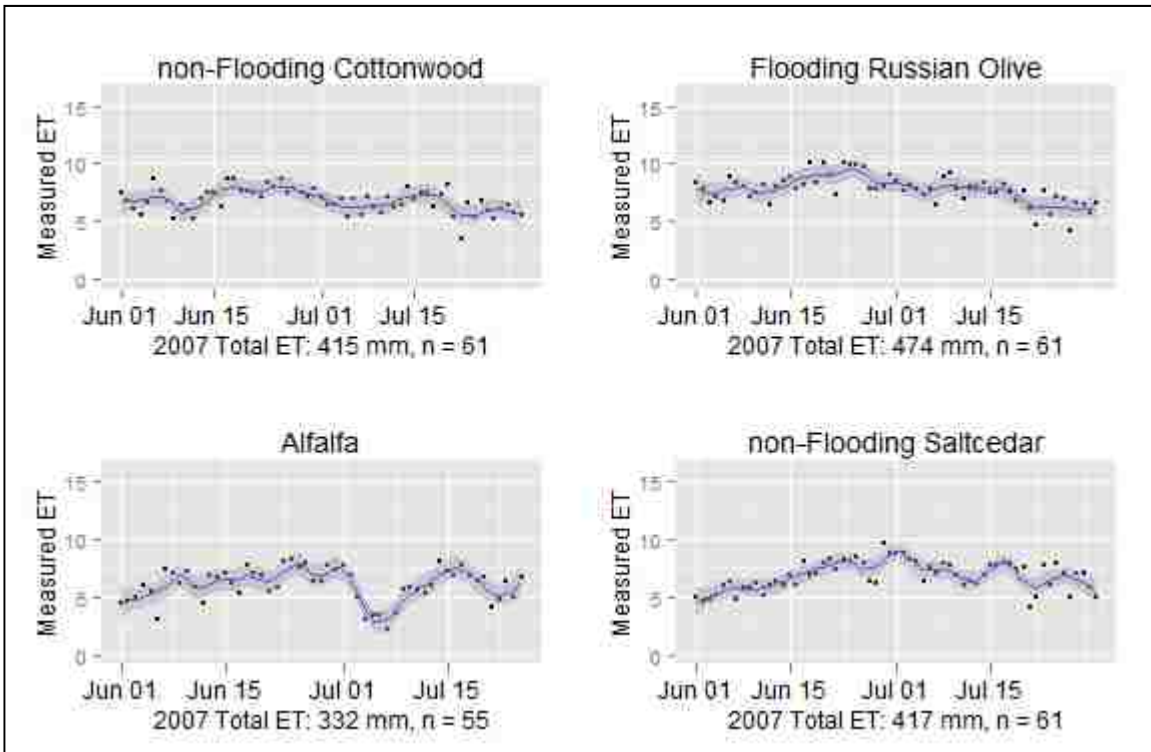 non-Flooding Cottonwood
Measured ET
15
10
5
0
Jun 01 Jun 15 Jul 01 Jul 15
2007 Total ET: 415 mm, n = 61
Flooding Russian Olive
Measured ET
15
10
5
0
Jun 01 Jun 15 Jul 01 Jul 15
2007 Total ET: 474 mm, n = 61
Alfalfa
Measured ET
15
10
5
0
Jun 01 Jun 15 Jul 01 Jul 15
2007 Total ET: 332 mm, n = 55
non-Flooding Saltcedar
Measured ET
15
10
5
0
Jun 01 Jun 15 Jul 01 Jul 15
2007 Total ET: 417 mm, n = 61